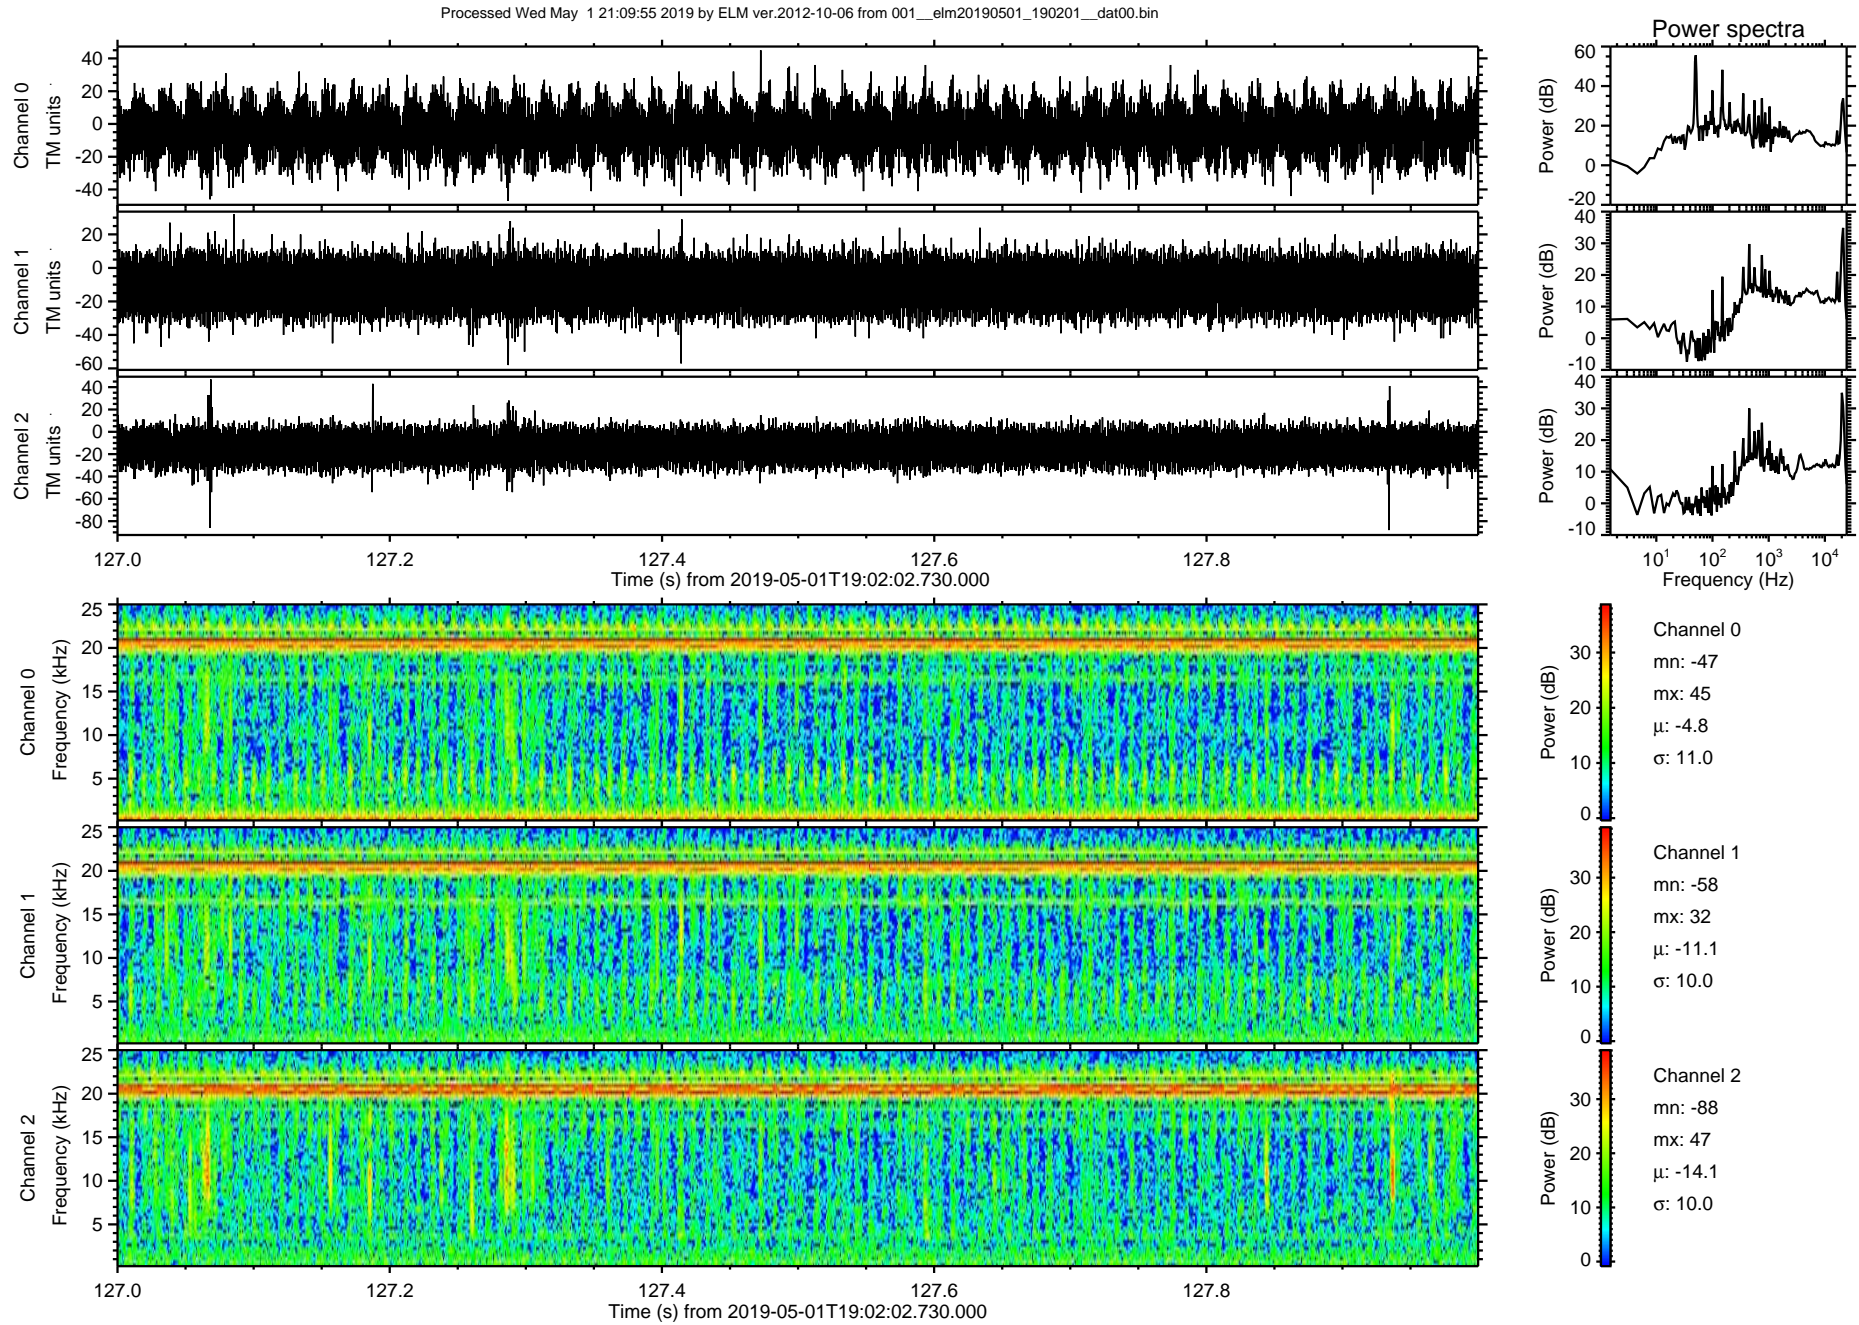 Processed Wed May  1 21:09:55 2019 by ELM ver.2012-10-06 from 001__elm20190501_190201__dat00.bin
Power spectra
Channel 0
TM units
40
20
0
-20
-40
Power (dB)
60
40
20
0
-20
Channel 1
TM units
20
0
-20
-40
-60
Power (dB)
40
30
20
10
0
-10
Channel 2
TM units
40
20
0
-20
-40
-60
-80
Power (dB)
40
30
20
10
0
-10
127.0 127.2 127.4 127.6 127.8
Time (s) from 2019-05-01T19:02:02.730.000
10¹ 10² 10³ 10⁴
Frequency (Hz)
Channel 0
Frequency (kHz)
25
20
15
10
5
Power (dB)
30
20
10
0
Channel 0
mn: -47
mx: 45
μ: -4.8
σ: 11.0
Channel 1
Frequency (kHz)
25
20
15
10
5
Power (dB)
30
20
10
0
Channel 1
mn: -58
mx: 32
μ: -11.1
σ: 10.0
Channel 2
Frequency (kHz)
25
20
15
10
5
Power (dB)
30
20
10
0
Channel 2
mn: -88
mx: 47
μ: -14.1
σ: 10.0
127.0 127.2 127.4 127.6 127.8
Time (s) from 2019-05-01T19:02:02.730.000